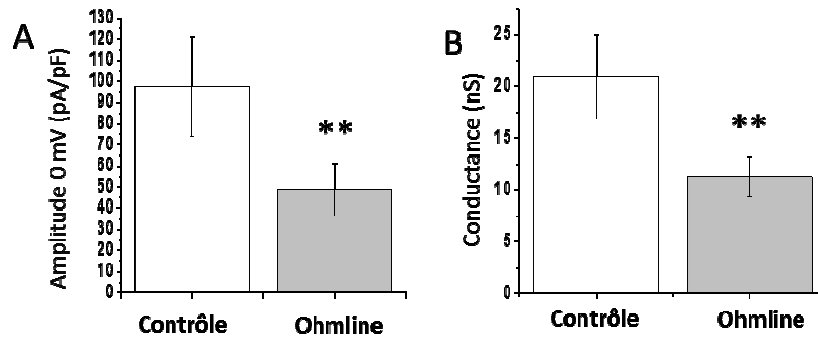 A
Amplitude 0 mV (pA/pF)
130
120
110
100
90
80
70
60
50
40
30
20
10
0
**
Contrôle
Ohmline
B
Conductance (nS)
25
20
15
10
5
0
**
Contrôle
Ohmline